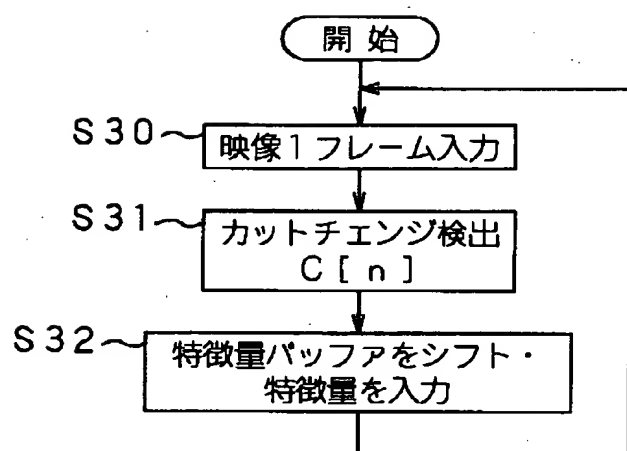 開 始
S30
映像1フレーム入力
S31
カットチェンジ検出
C [ n ]
S32
特徴量バッファをシフト・
特徴量を入力